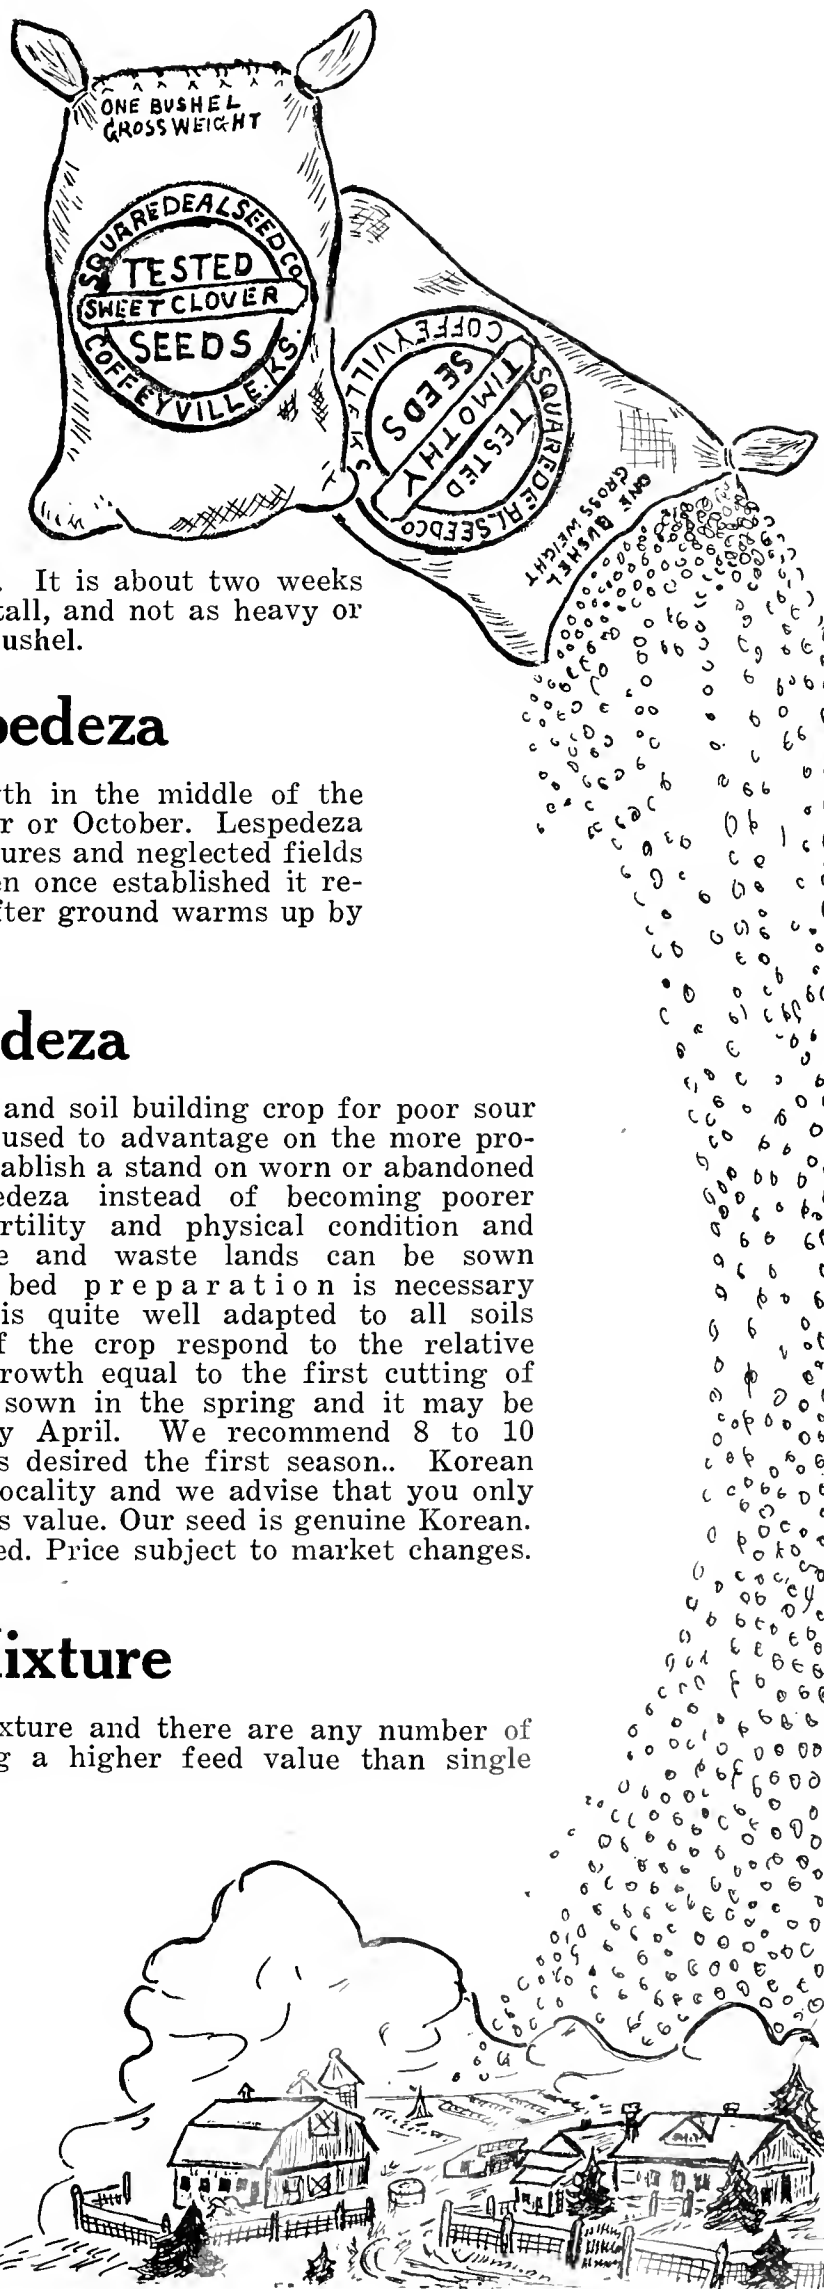 ONE BUSHEL
GROSS WEIGHT
SQUARE DEAL SEED CO
TESTED
SWEET CLOVER
SEEDS
COFFEYVILLE. KS.
ONE BUSHEL
GROSS WEIGHT
SQUARE DEAL SEED CO
TESTED
TIMOTHY
SEEDS
COFFEYVILLE KS
. It is about two weeks
tall, and not as heavy or
ushel.
pedeza
th in the middle of the
r or October. Lespedeza
ures and neglected fields
en once established it re-
fter ground warms up by
deza
and soil building crop for poor sour
used to advantage on the more pro-
tablish a stand on worn or abandoned
edeza instead of becoming poorer
rtility and physical condition and
e and waste lands can be sown
bed preparation is necessary
is quite well adapted to all soils
f the crop respond to the relative
rowth equal to the first cutting of
sown in the spring and it may be
y April. We recommend 8 to 10
s desired the first season.. Korean
ocality and we advise that you only
s value. Our seed is genuine Korean.
ed. Price subject to market changes.
ixture
xture and there are any number of
g a higher feed value than single